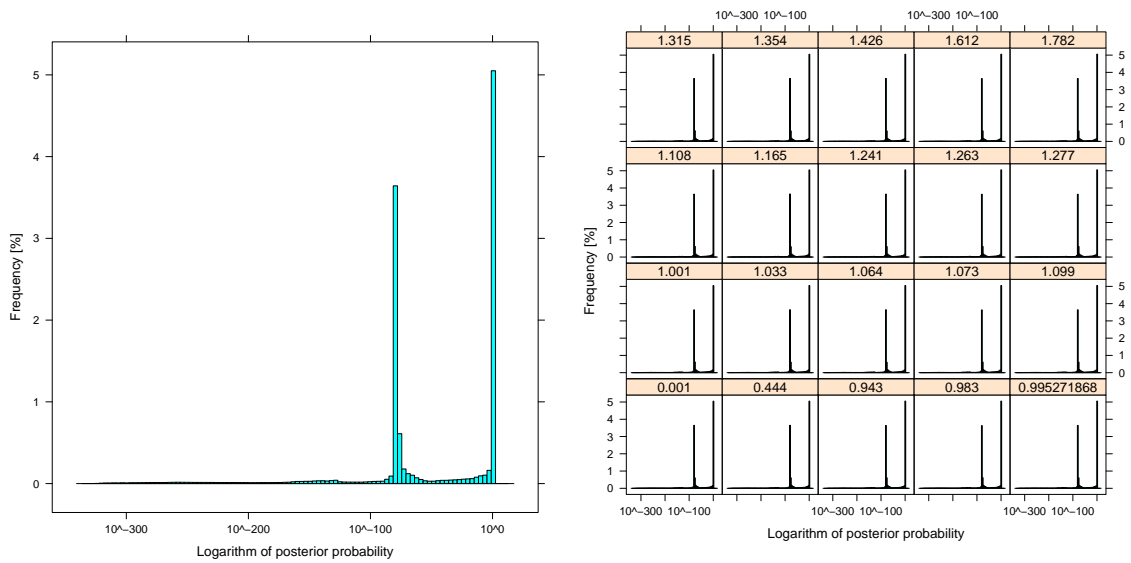 5
4
3
2
1
0
Frequency [%]
10^−300 10^−200 10^−100 10^0
Logarithm of posterior probability
10^−300 10^−100 10^−300 10^−100
1.315 1.354 1.426 1.612 1.782
5
4
3
2
1
0
1.108 1.165 1.241 1.263 1.277
5
4
3
2
1
0
1.001 1.033 1.064 1.073 1.099
5
4
3
2
1
0
0.001 0.444 0.943 0.983 0.995271868
5
4
3
2
1
0
Frequency [%]
10^−300 10^−100 10^−300 10^−100 10^−300 10^−100
Logarithm of posterior probability